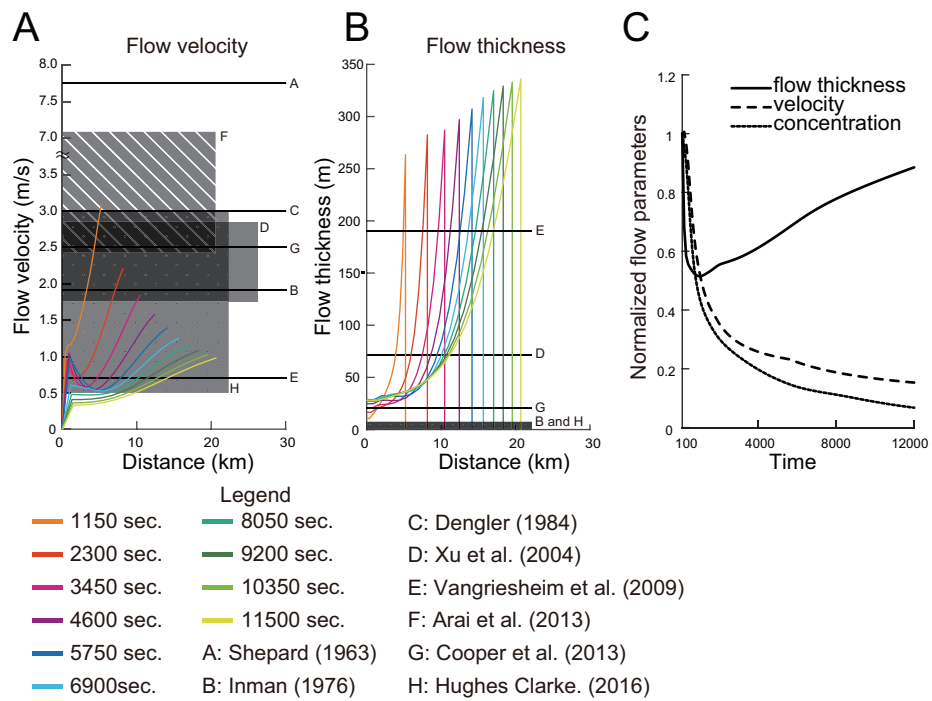 A
Flow velocity
8.0
7.5
7.0
3.5
3.0
2.5
2.0
1.5
1.0
0.5
0
Flow velocity (m/s)
A
F
C
D
G
B
E
H
0
10
20
30
Distance (km)
B
Flow thickness
350
300
250
200
150
100
50
0
Flow thickness (m)
E
D
G
B and H
0
10
20
30
Distance (km)
C
1.2
1
0.8
0.6
0.4
0.2
0
Normalized flow parameters
flow thickness
velocity
concentration
100
4000
8000
12000
Time
Legend
1150 sec.
2300 sec.
3450 sec.
4600 sec.
5750 sec.
6900sec.
8050 sec.
9200 sec.
10350 sec.
11500 sec.
A: Shepard (1963)
B: Inman (1976)
C: Dengler (1984)
D: Xu et al. (2004)
E: Vangriesheim et al. (2009)
F: Arai et al. (2013)
G: Cooper et al. (2013)
H: Hughes Clarke. (2016)